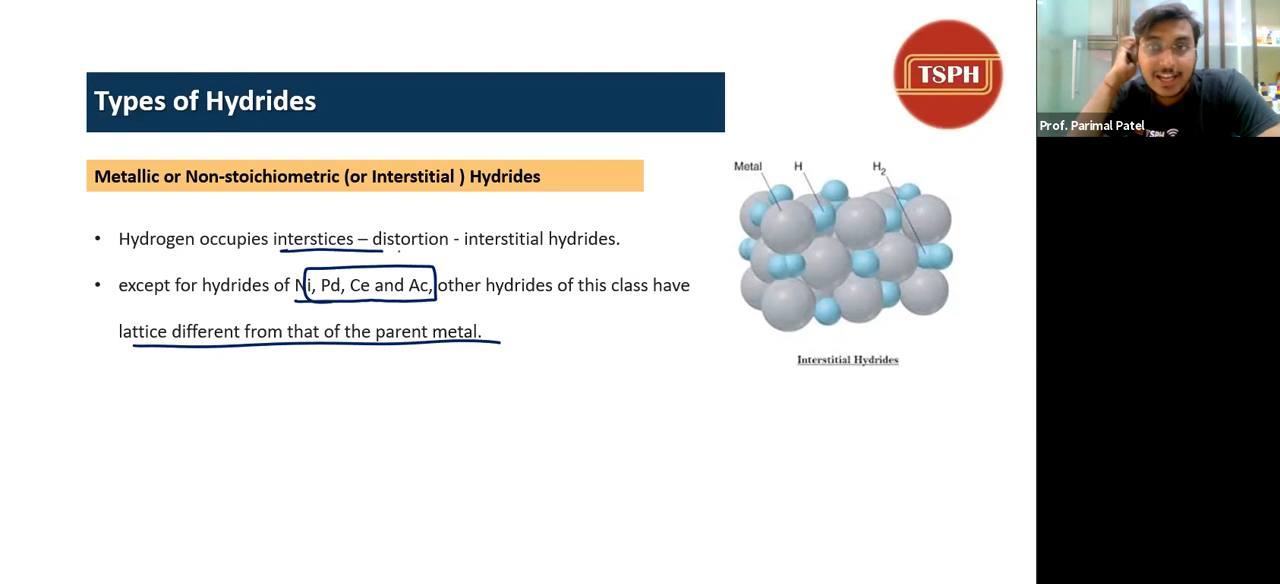 TSPH
Types of Hydrides
Prof. Parimal Patel
Metallic or Non-stoichiometric (or Interstitial ) Hydrides
Metal H H2
• Hydrogen occupies interstices – distortion - interstitial hydrides.
• except for hydrides of Ni, Pd, Ce and Ac, other hydrides of this class have
lattice different from that of the parent metal.
Interstitial Hydrides
TSPH